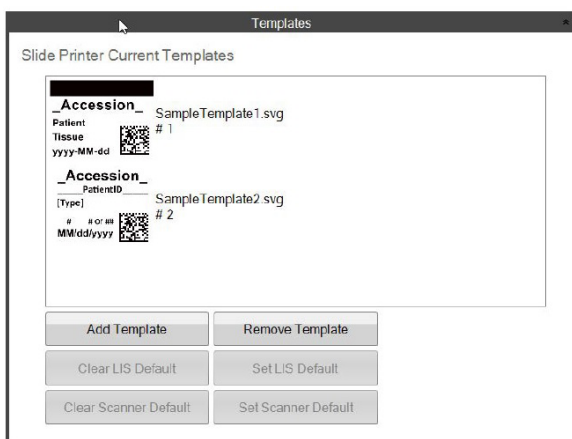 Templates
Slide Printer Current Templates
_Accession_
Patient
Tissue
yyyy-MM-dd
SampleTemplate1.svg
# 1
_Accession_
_____PatientID_____
[Type]
# # or ##
MM/dd/yyyy
SampleTemplate2.svg
# 2
Add Template Remove Template
Clear LIS Default Set LIS Default
Clear Scanner Default Set Scanner Default